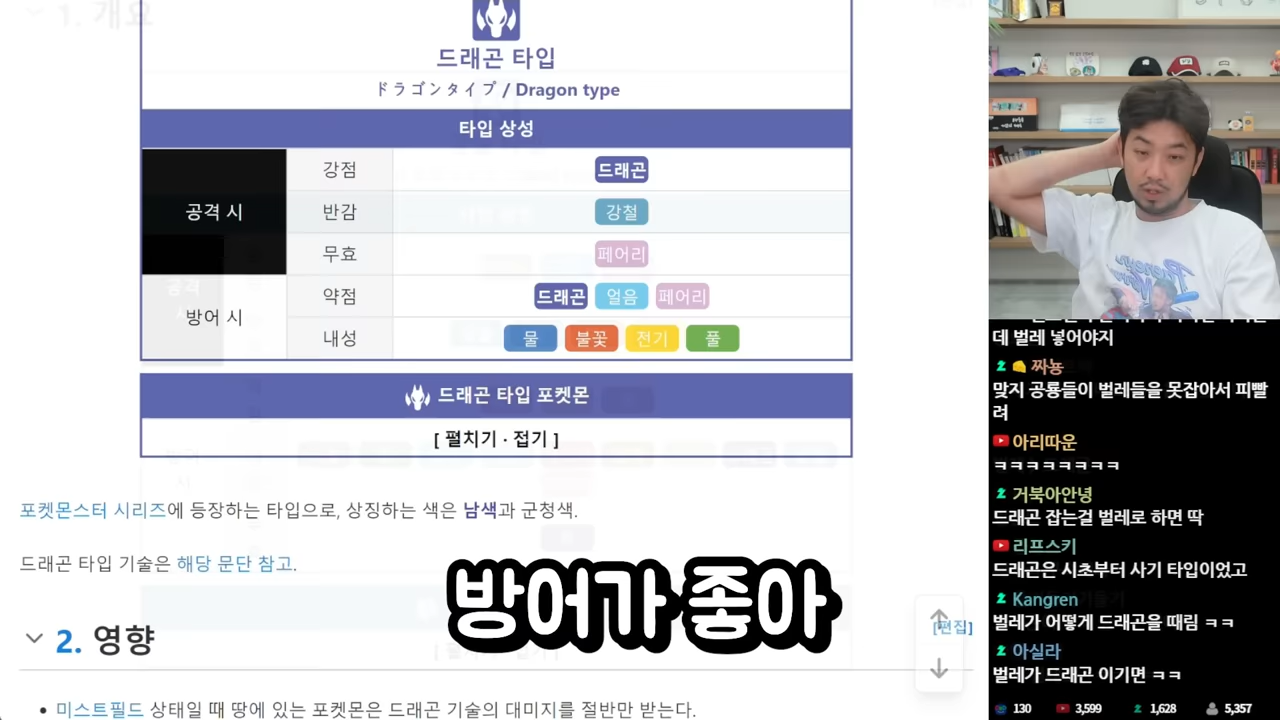 1. 개요
드래곤 타입
ドラゴンタイプ / Dragon type
타입 상성
공격 시
강점
드래곤
반감
강철
무효
페어리
방어 시
약점
드래곤 얼음 페어리
내성
물 불꽃 전기 풀
드래곤 타입 포켓몬
[ 펼치기 · 접기 ]
포켓몬스터 시리즈에 등장하는 타입으로, 상징하는 색은 남색과 군청색.
드래곤 타입 기술은 해당 문단 참고.
방어가 좋아
2. 영향
[편집]
• 미스트필드 상태일 때 땅에 있는 포켓몬은 드래곤 기술의 대미지를 절반만 받는다.
데 벌레 넣어야지
짜뇽
맞지 공룡들이 벌레들을 못잡아서 피빨
려
아리따운
ㅋㅋㅋㅋㅋㅋㅋㅋ
거북아안녕
드래곤 잡는걸 벌레로 하면 딱
리프스키
드래곤은 시초부터 사기 타입이었고
Kangren
벌레가 어떻게 드래곤을 때림 ㅋㅋ
아실라
벌레가 드래곤 이기면 ㅋㅋ
130 3,599 1,628 5,357